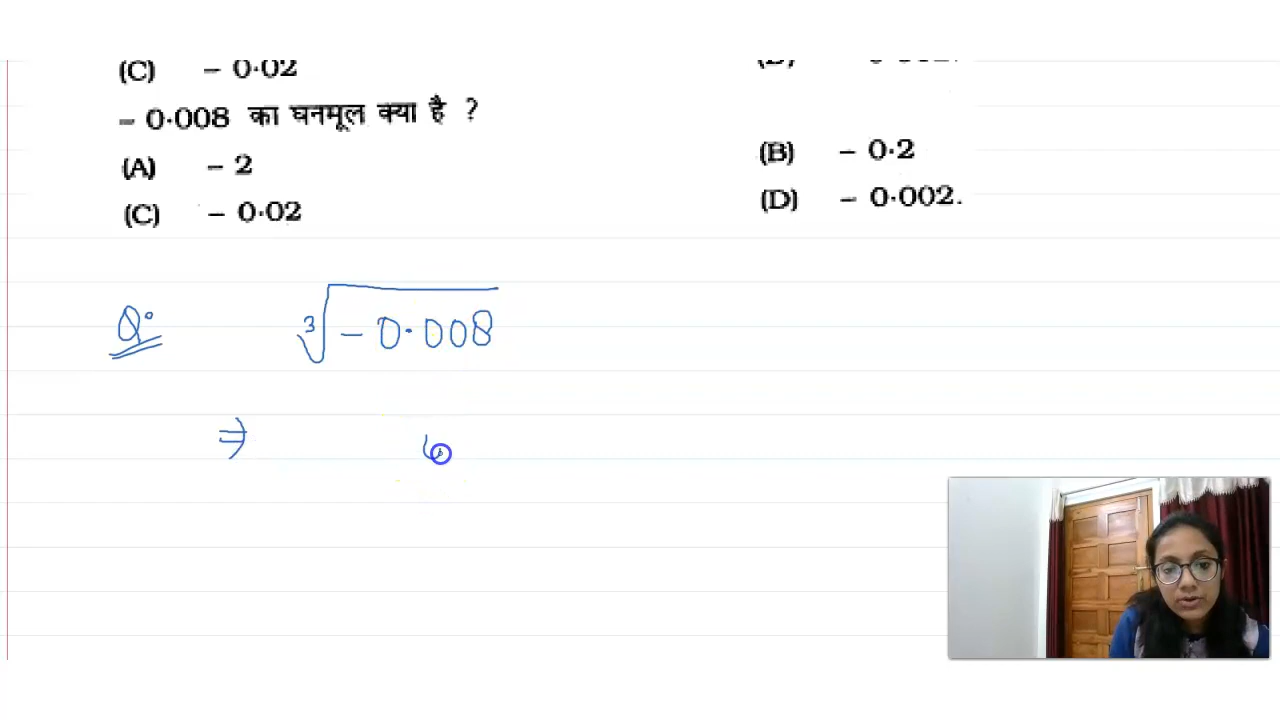 (C) – 0·02
– 0·008 का घनमूल क्या है ?
(A) – 2 (B) – 0·2
(C) – 0·02 (D) – 0·002.
Q. ∛-0.008
⇒